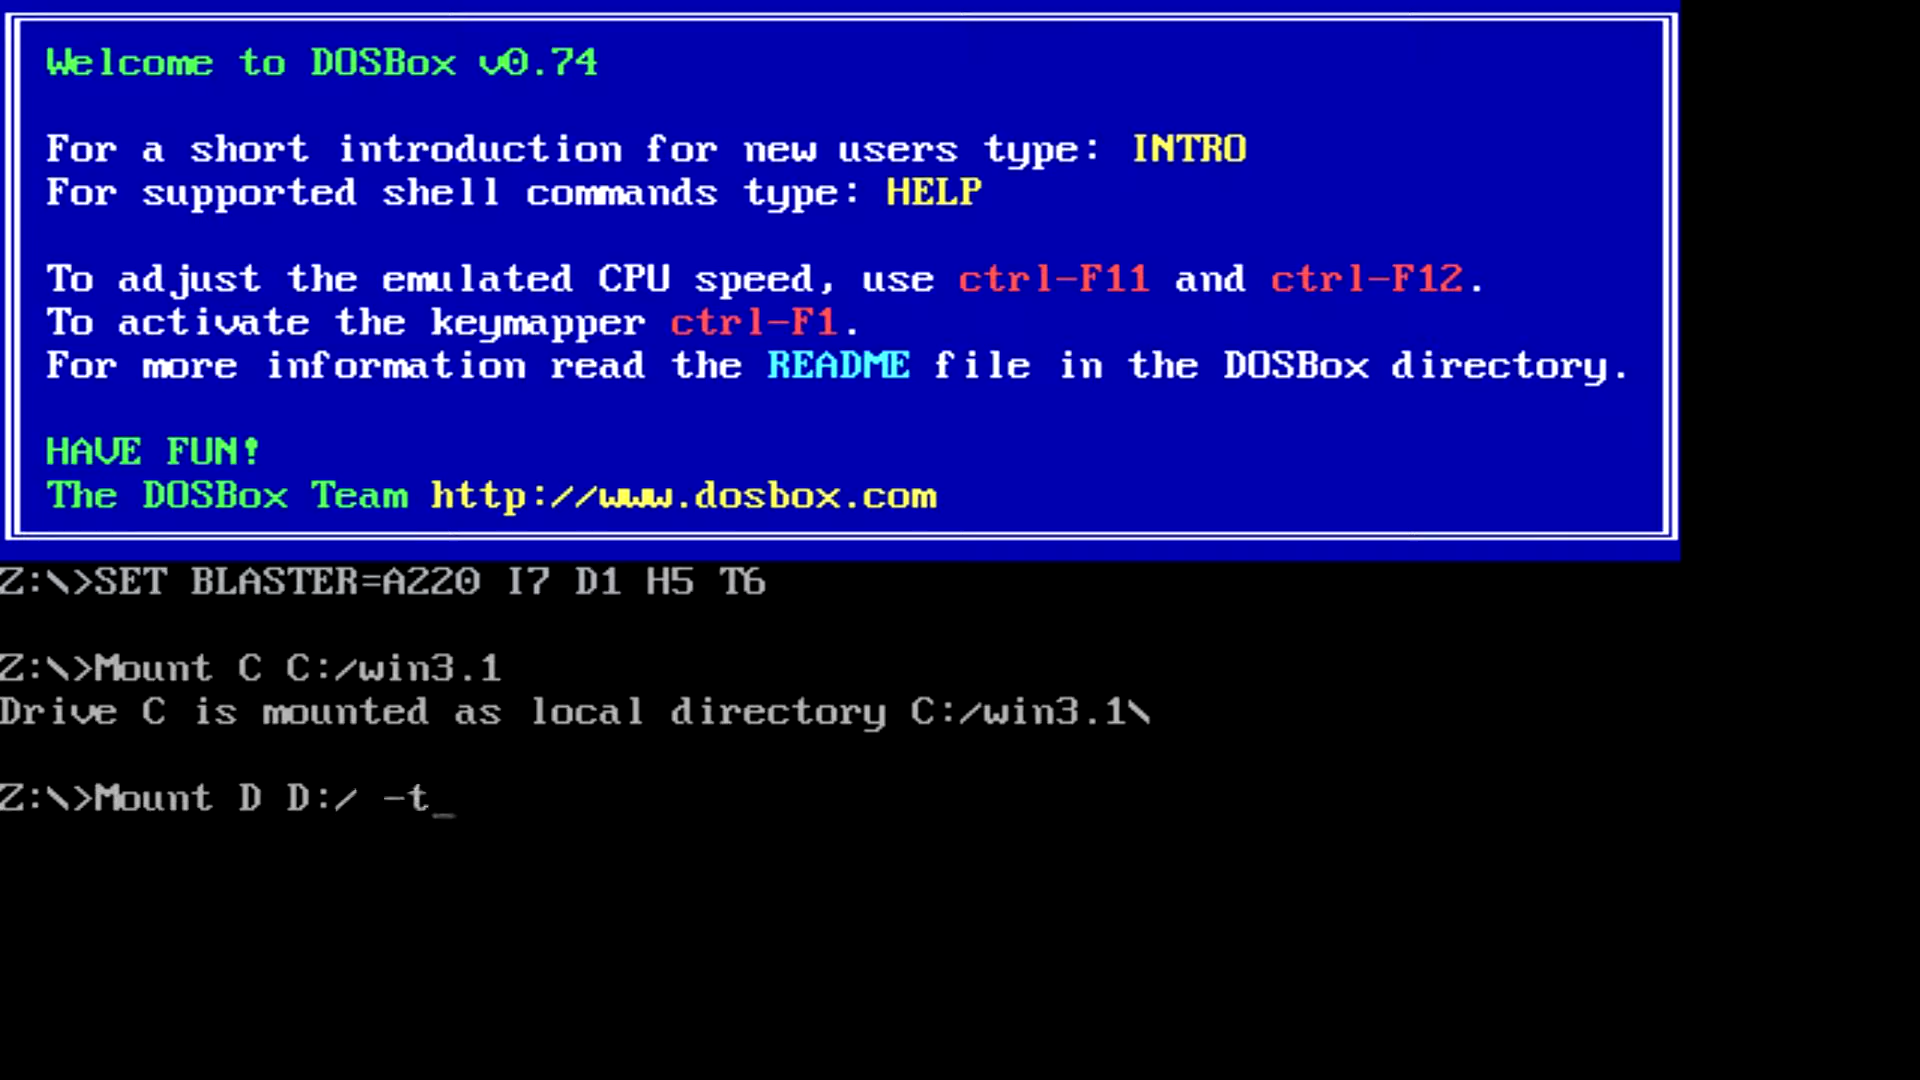 Welcome to DOSBox v0.74
For a short introduction for new users type: INTRO
For supported shell commands type: HELP
To adjust the emulated CPU speed, use ctrl-F11 and ctrl-F12.
To activate the keymapper ctrl-F1.
For more information read the README file in the DOSBox directory.
HAVE FUN!
The DOSBox Team http://www.dosbox.com
Z:\>SET BLASTER=A220 I7 D1 H5 T6
Z:\>Mount C C:/win3.1
Drive C is mounted as local directory C:/win3.1\
Z:\>Mount D D:/ -t_